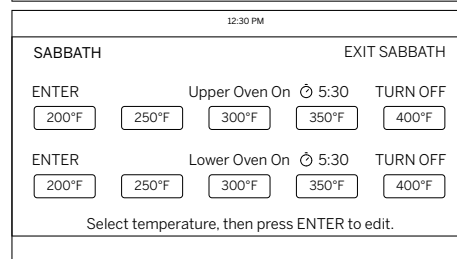 12:30 PM
SABBATH EXIT SABBATH
ENTER Upper Oven On 5:30 TURN OFF
200°F 250°F 300°F 350°F 400°F
ENTER Lower Oven On 5:30 TURN OFF
200°F 250°F 300°F 350°F 400°F
Select temperature, then press ENTER to edit.